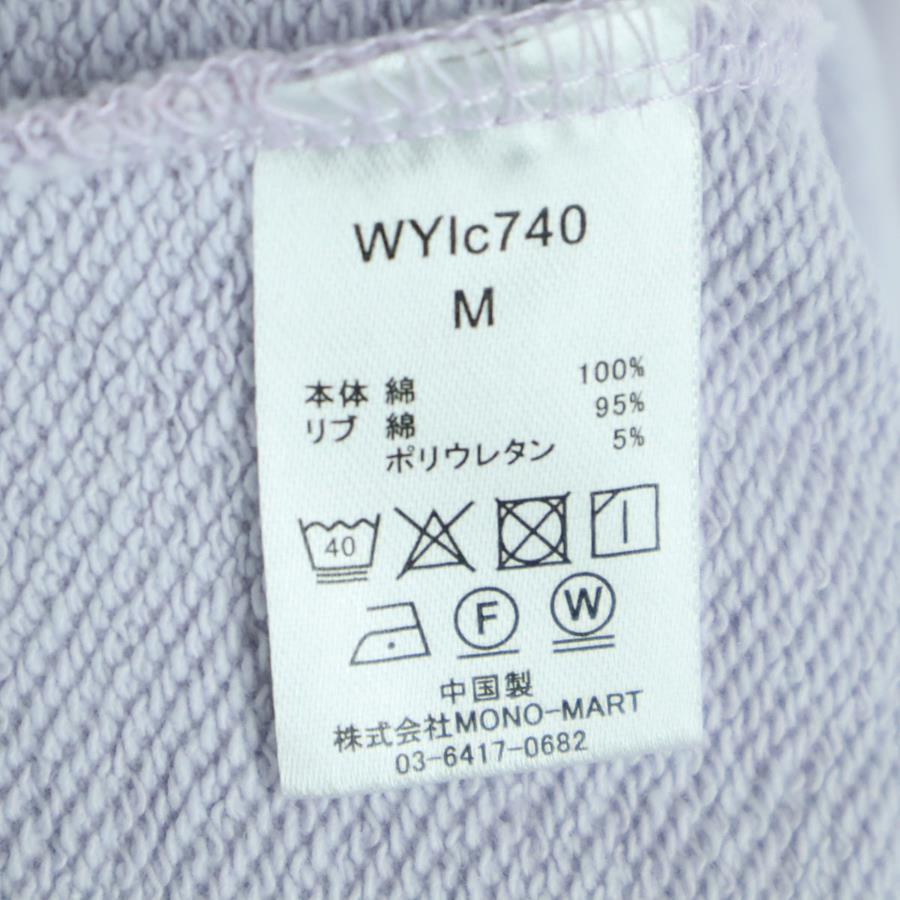 WYlc740
M
本体 綿 100%
リブ 綿 95%
ポリウレタン 5%
40
F W
中国製
株式会社MONO-MART
03-6417-0682